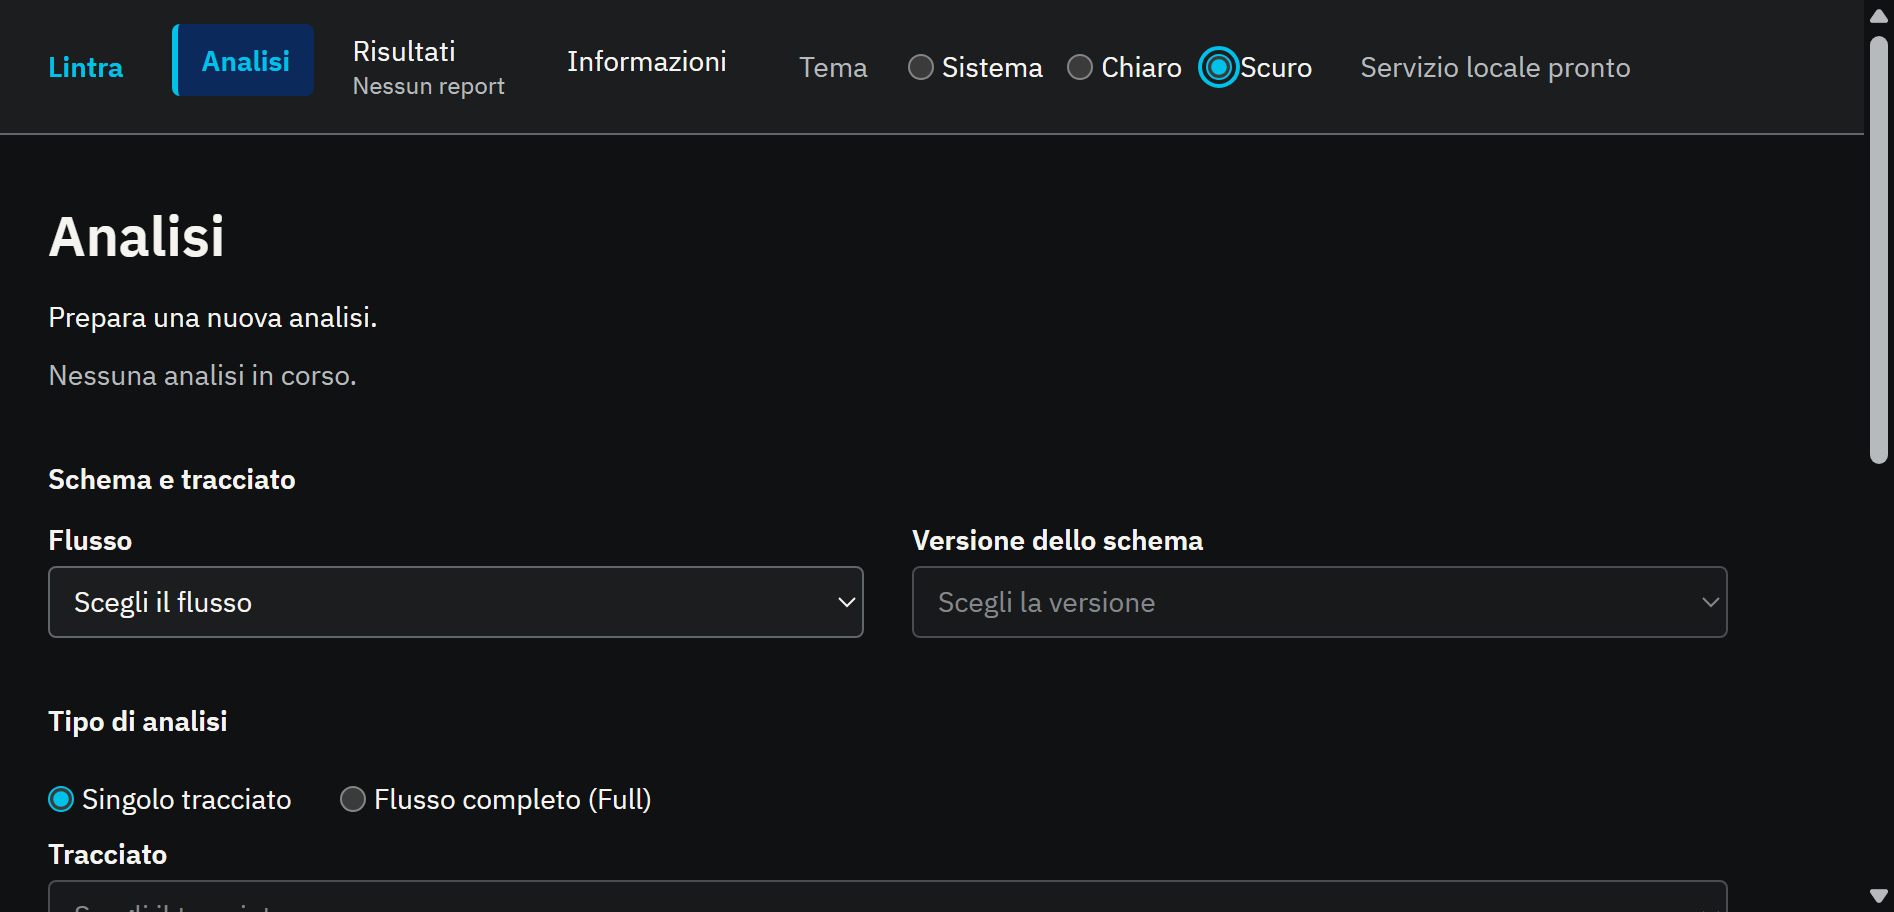 Lintra
Analisi
Risultati
Nessun report
Informazioni
Tema
Sistema
Chiaro
Scuro
Servizio locale pronto
Analisi
Prepara una nuova analisi.
Nessuna analisi in corso.
Schema e tracciato
Flusso
Versione dello schema
Scegli il flusso
Scegli la versione
Tipo di analisi
Singolo tracciato
Flusso completo (Full)
Tracciato